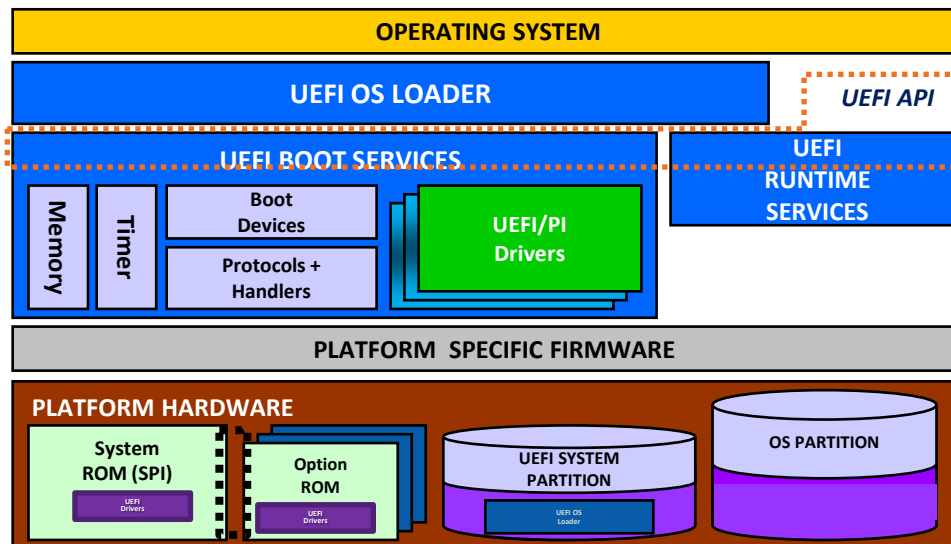 OPERATING SYSTEM
UEFI OS LOADER
UEFI API
UEFI BOOT SERVICES
UEFI
RUNTIME
SERVICES
Memory
Timer
Boot
Devices
Protocols +
Handlers
UEFI/PI
Drivers
PLATFORM SPECIFIC FIRMWARE
PLATFORM HARDWARE
System
ROM (SPI)
UEFI
Drivers
Option
ROM
UEFI
Drivers
UEFI SYSTEM
PARTITION
UEFI OS
Loader
OS PARTITION